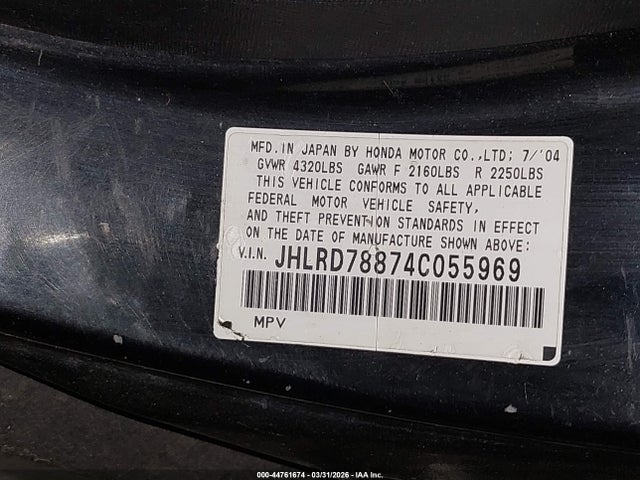 MFD.IN JAPAN BY HONDA MOTOR CO.,LTD; 7/'04
GVWR 4320LBS GAWR F 2160LBS R 2250LBS
THIS VEHICLE CONFORMS TO ALL APPLICABLE
FEDERAL MOTOR VEHICLE SAFETY,
AND THEFT PREVENTION STANDARDS IN EFFECT
ON THE DATE OF MANUFACTURE SHOWN ABOVE:
V.I.N. JHLRD78874C055969
MPV
000-44761674 - 03/31/2026 - IAA Inc.